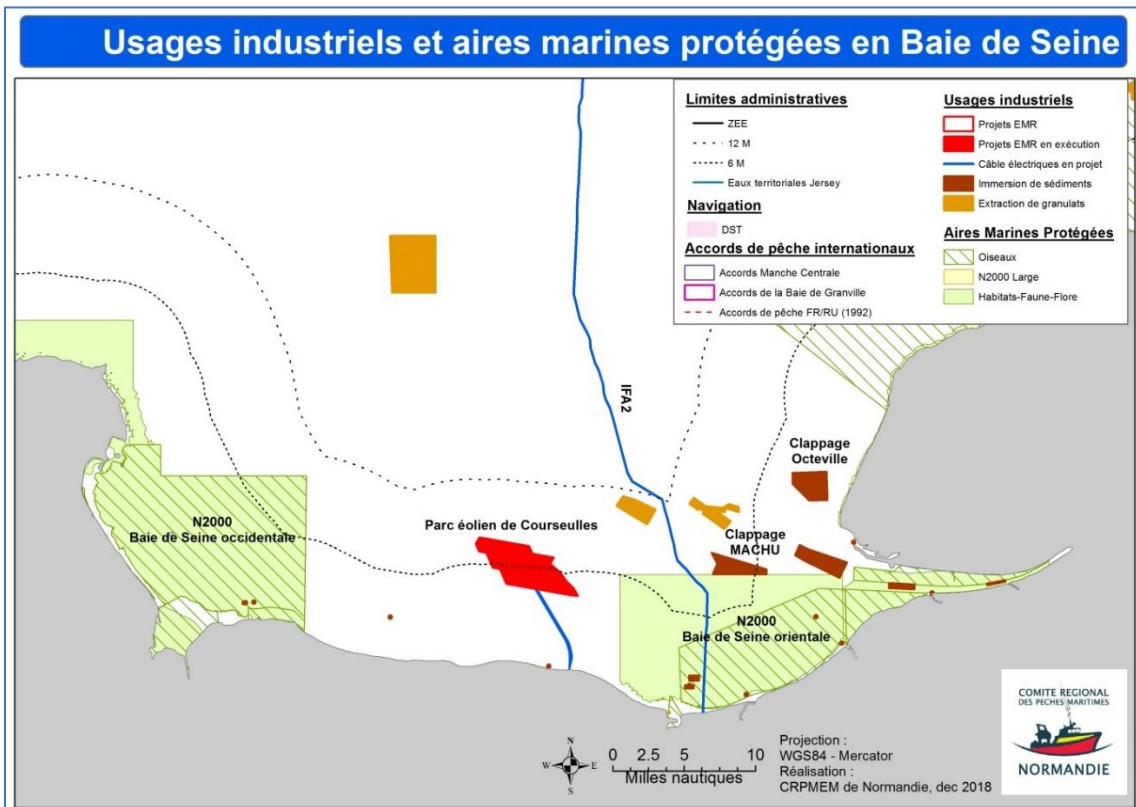 Usages industriels et aires marines protégées en Baie de Seine
Limites administratives
ZEE
12 M
6 M
Eaux territoriales Jersey
Navigation
DST
Accords de pêche internationaux
Accords Manche Centrale
Accords de la Baie de Granville
Accords de pêche FR/RU (1992)
Usages industriels
Projets EMR
Projets EMR en exécution
Câble électriques en projet
Immersion de sédiments
Extraction de granulats
Aires Marines Protégées
Oiseaux
N2000 Large
Habitats-Faune-Flore
IFA2
Clappage
Octeville
N2000
Baie de Seine occidentale
Parc éolien de Courseulles
Clappage
MACHU
N2000
Baie de Seine orientale
N
W E
S
0 2.5 5 10
Milles nautiques
Projection :
WGS84 - Mercator
Réalisation :
CRPMEM de Normandie, dec 2018
COMITE REGIONAL
DES PECHES MARITIMES
NORMANDIE